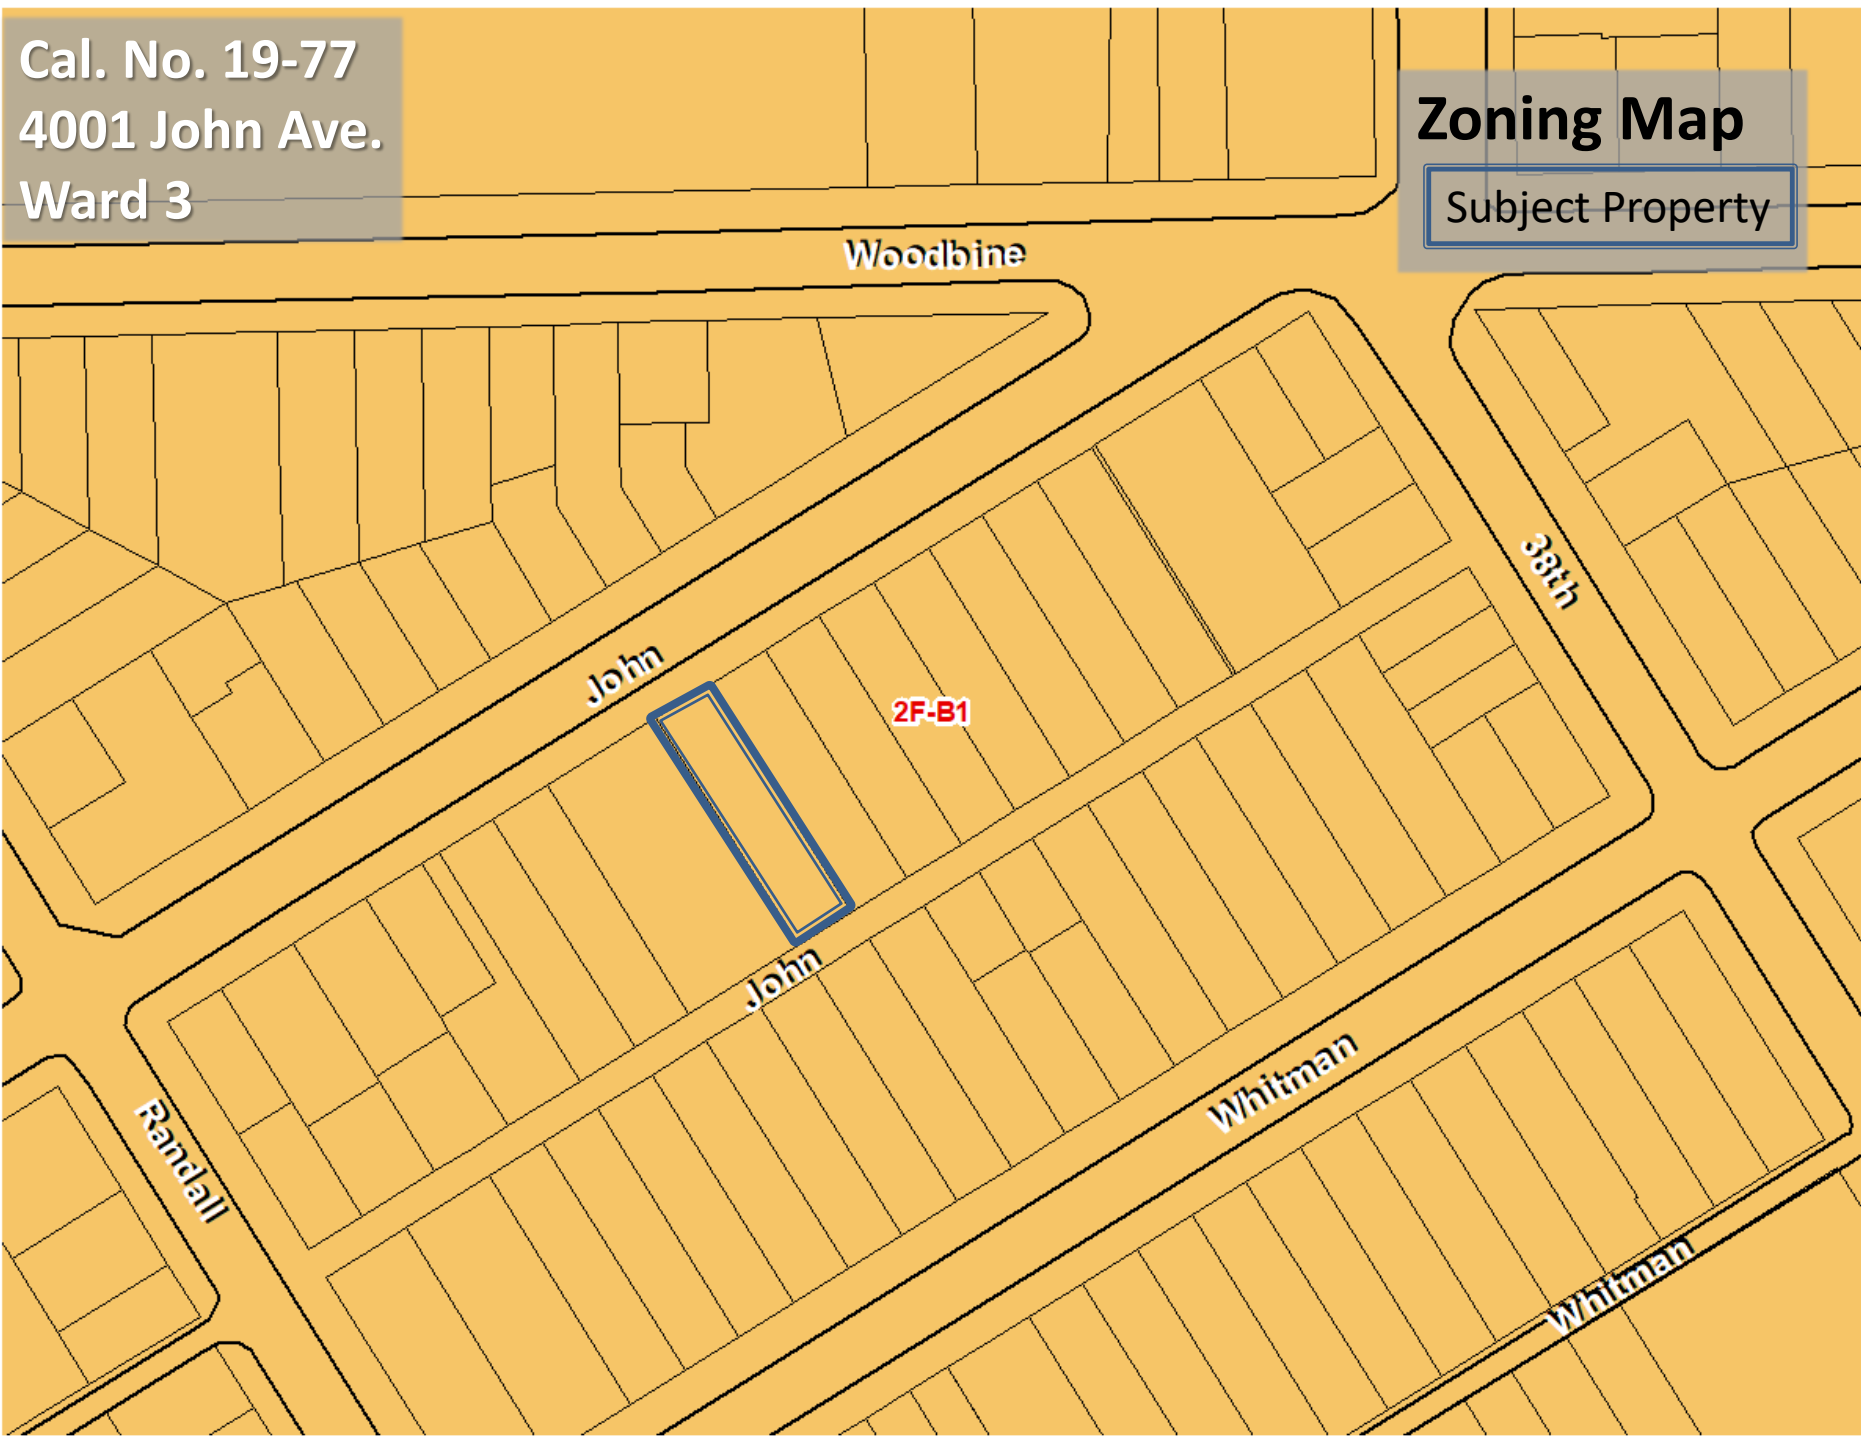 Cal. No. 19-77
4001 John Ave.
Ward 3
Zoning Map
Subject Property
Woodbine
38th
John
2F-B1
John
Whitman
Randall
Whitman